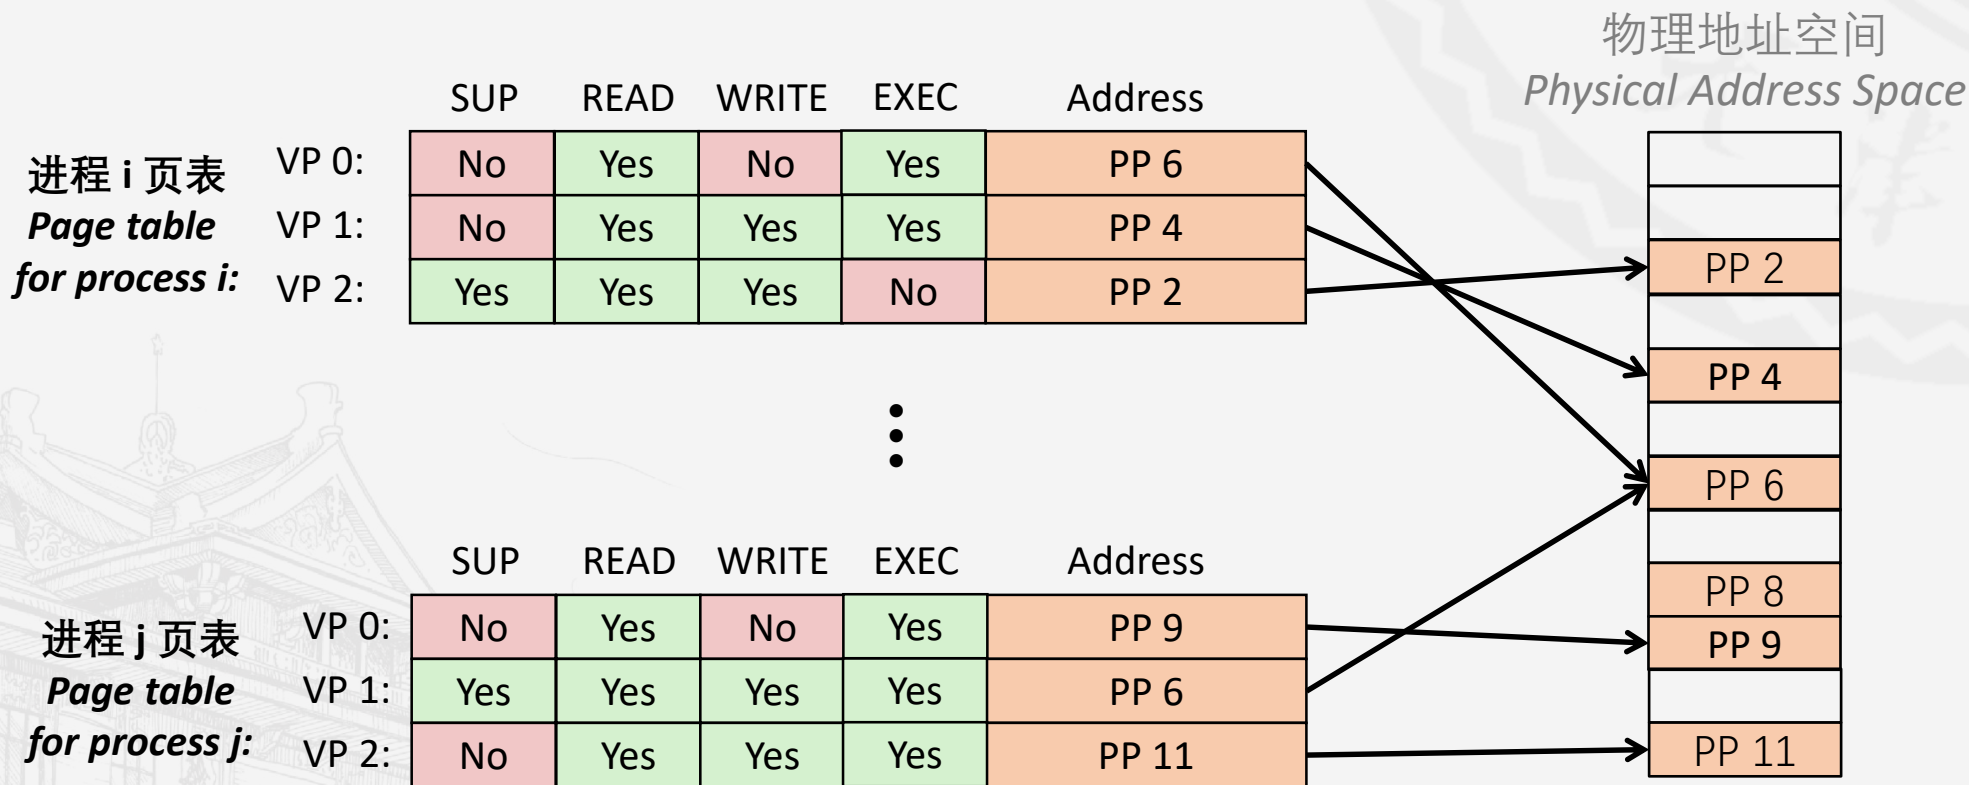 物理地址空间
Physical Address Space
SUP READ WRITE EXEC Address
进程 i 页表
Page table
for process i:
VP 0: No Yes No Yes PP 6
VP 1: No Yes Yes Yes PP 4
VP 2: Yes Yes Yes No PP 2
PP 2
PP 4
PP 6
PP 8
PP 9
PP 11
SUP READ WRITE EXEC Address
进程 j 页表
Page table
for process j:
VP 0: No Yes No Yes PP 9
VP 1: Yes Yes Yes Yes PP 6
VP 2: No Yes Yes Yes PP 11